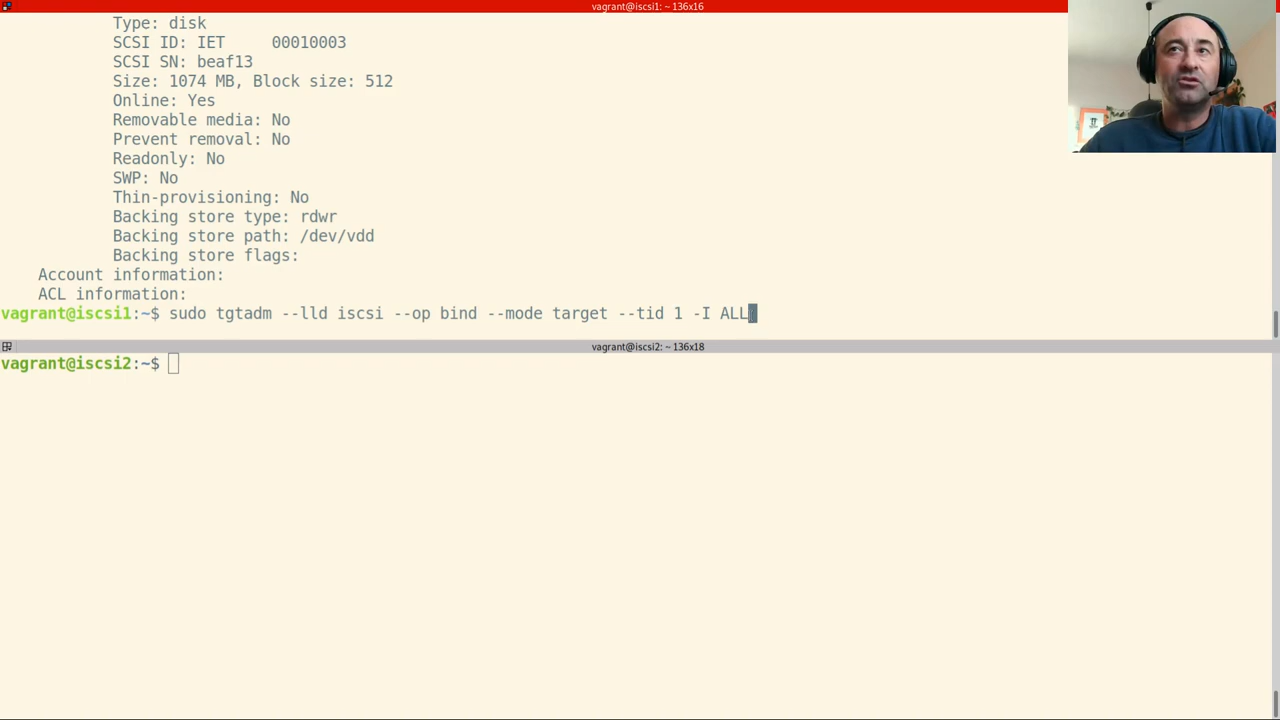 vagrant@iscsi1: ~ 136x16
Type: disk
SCSI ID: IET     00010003
SCSI SN: beaf13
Size: 1074 MB, Block size: 512
Online: Yes
Removable media: No
Prevent removal: No
Readonly: No
SWP: No
Thin-provisioning: No
Backing store type: rdwr
Backing store path: /dev/vdd
Backing store flags:
Account information:
ACL information:
vagrant@iscsi1:~$ sudo tgtadm --lld iscsi --op bind --mode target --tid 1 -I ALL
vagrant@iscsi2: ~ 136x18
vagrant@iscsi2:~$